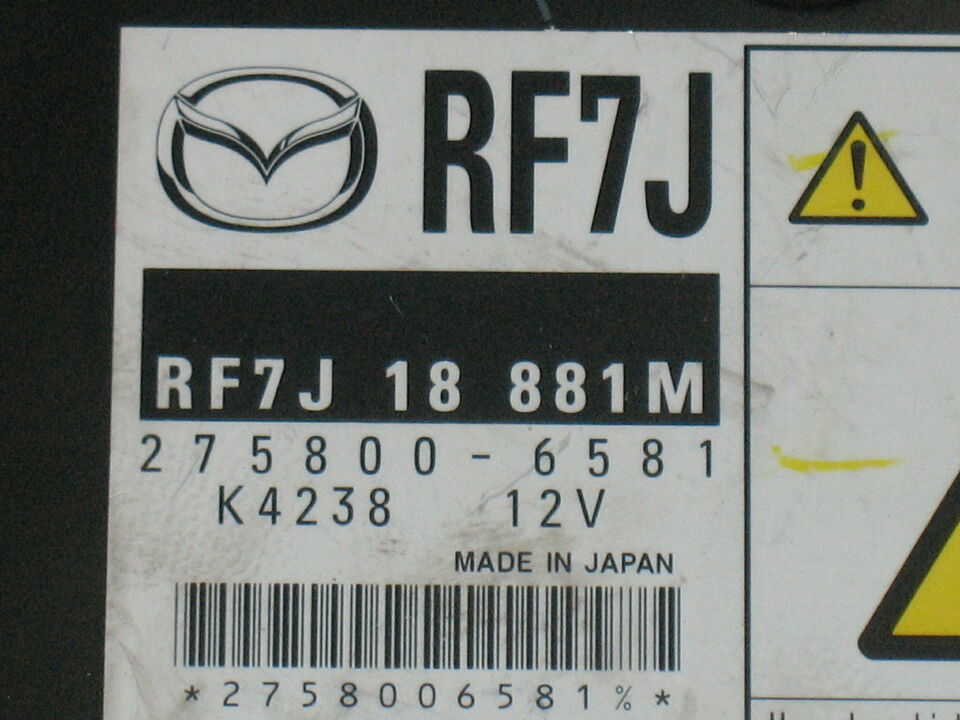 RF7J
RF7J 18 881M
275800-6581
K4238 12V
MADE IN JAPAN
*2758006581%*